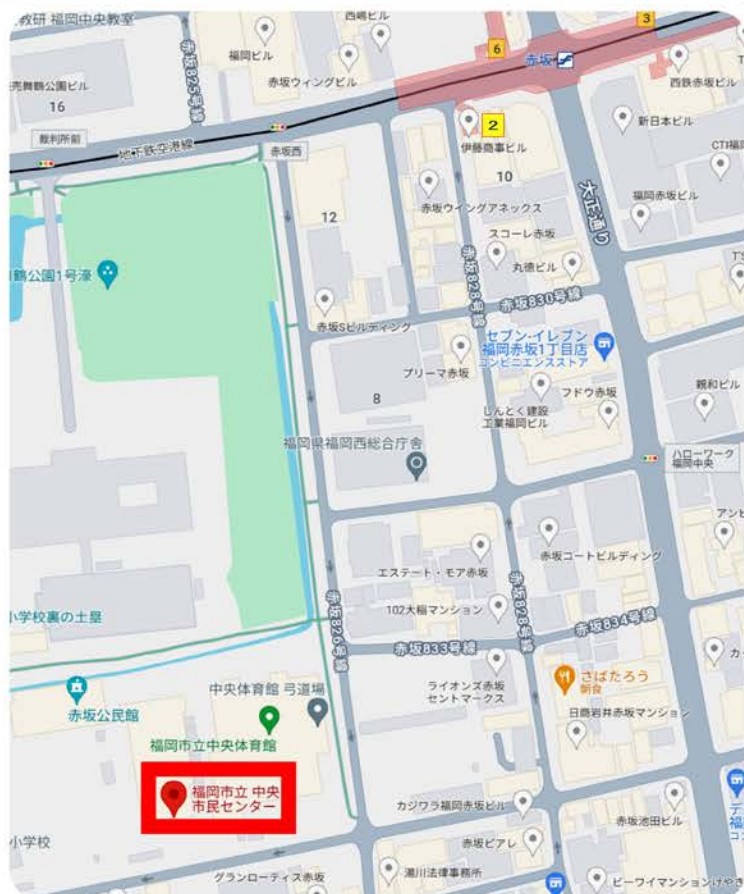 教研 福岡中央教室
西嶋ビル
3
6
福岡ビル
赤坂
西鉄赤坂ビル
赤坂ウィングビル
赤坂825号線
売舞鶴公園ビル
16
2
新日本ビル
裁判所前
地下鉄空港線
赤坂西
伊藤商事ビル
CTI福岡
10
大正通り
福岡赤坂ビル
12
赤坂ウイングアネックス
スコーレ赤坂
鶴公園1号濠
丸徳ビル
赤坂828号線
赤坂830号線
赤坂Sビルディング
セブン-イレブン
福岡赤坂1丁目店
コンビニエンスストア
プリーマ赤坂
親和ビル
8
フドウ赤坂
しんとく建設
工業福岡ビル
福岡県福岡西総合庁舎
ハローワーク
福岡中央
アンピ
赤坂コートビルディング
エステート・モア赤坂
小学校裏の土塁
赤坂826号線
102大稲マンション
赤坂828号線
赤坂834号線
赤坂833号線
さばたろう
朝食
ライオンズ赤坂
セントマークス
中央体育館 弓道場
赤坂公民館
日商岩井赤坂マンション
福岡市立中央体育館
福岡市立 中央
市民センター
カジワラ福岡赤坂ビル
赤坂池田ビル
小学校
赤坂ピアレ
グランローティス赤坂
湯川法律事務所
ビーワイマンションけやき